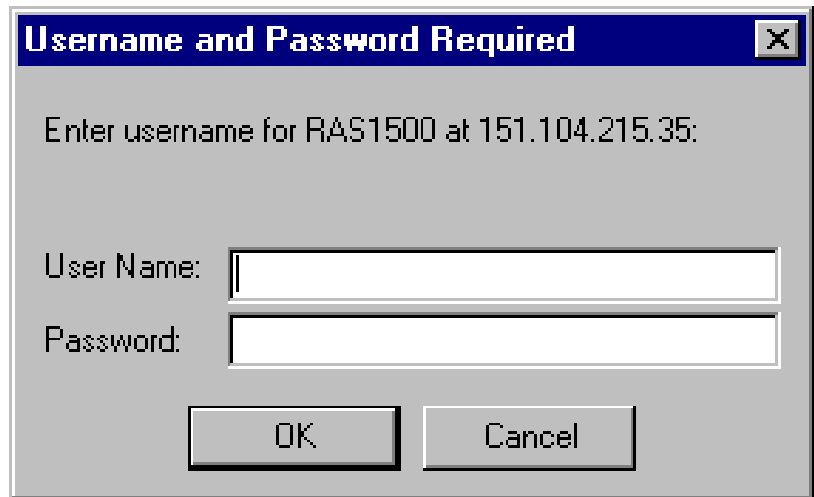 Username and Password Required
Enter username for RAS1500 at 151.104.215.35:
User Name:
Password:
OK Cancel